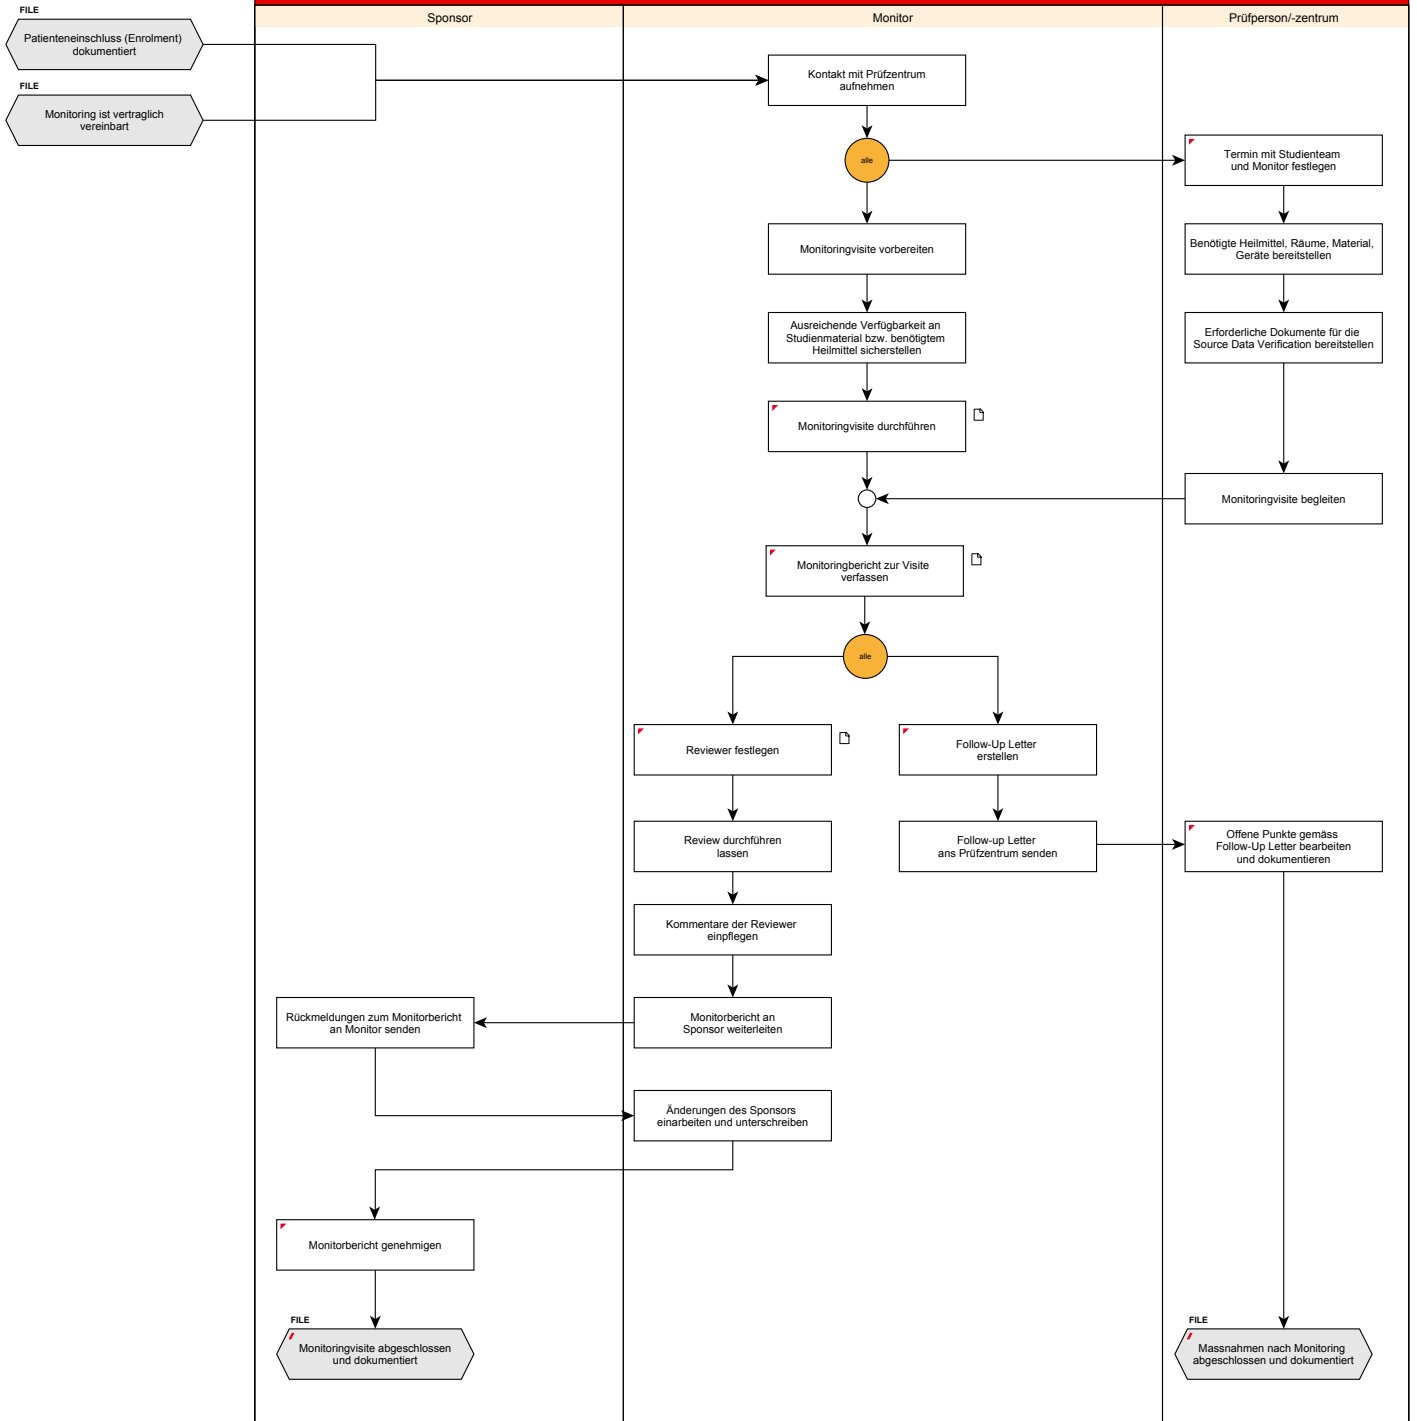 FILE
Patienteneinschluss (Enrolment)
dokumentiert
FILE
Monitoring ist vertraglich
vereinbart
Sponsor
Monitor
Prüfperson/-zentrum
Kontakt mit Prüfzentrum
aufnehmen
alle
Termin mit Studienteam
und Monitor festlegen
Monitoringvisite vorbereiten
Benötigte Heilmittel, Räume, Material,
Geräte bereitstellen
Ausreichende Verfügbarkeit an
Studienmaterial bzw. benötigtem
Heilmittel sicherstellen
Erforderliche Dokumente für die
Source Data Verification bereitstellen
Monitoringvisite durchführen
Monitoringvisite begleiten
Monitoringbericht zur Visite
verfassen
alle
Reviewer festlegen
Follow-Up Letter
erstellen
Review durchführen
lassen
Follow-up Letter
ans Prüfzentrum senden
Offene Punkte gemäss
Follow-Up Letter bearbeiten
und dokumentieren
Kommentare der Reviewer
einpflegen
Rückmeldungen zum Monitorbericht
an Monitor senden
Monitorbericht an
Sponsor weiterleiten
Änderungen des Sponsors
einarbeiten und unterschreiben
Monitorbericht genehmigen
FILE
Monitoringvisite abgeschlossen
und dokumentiert
FILE
Massnahmen nach Monitoring
abgeschlossen und dokumentiert